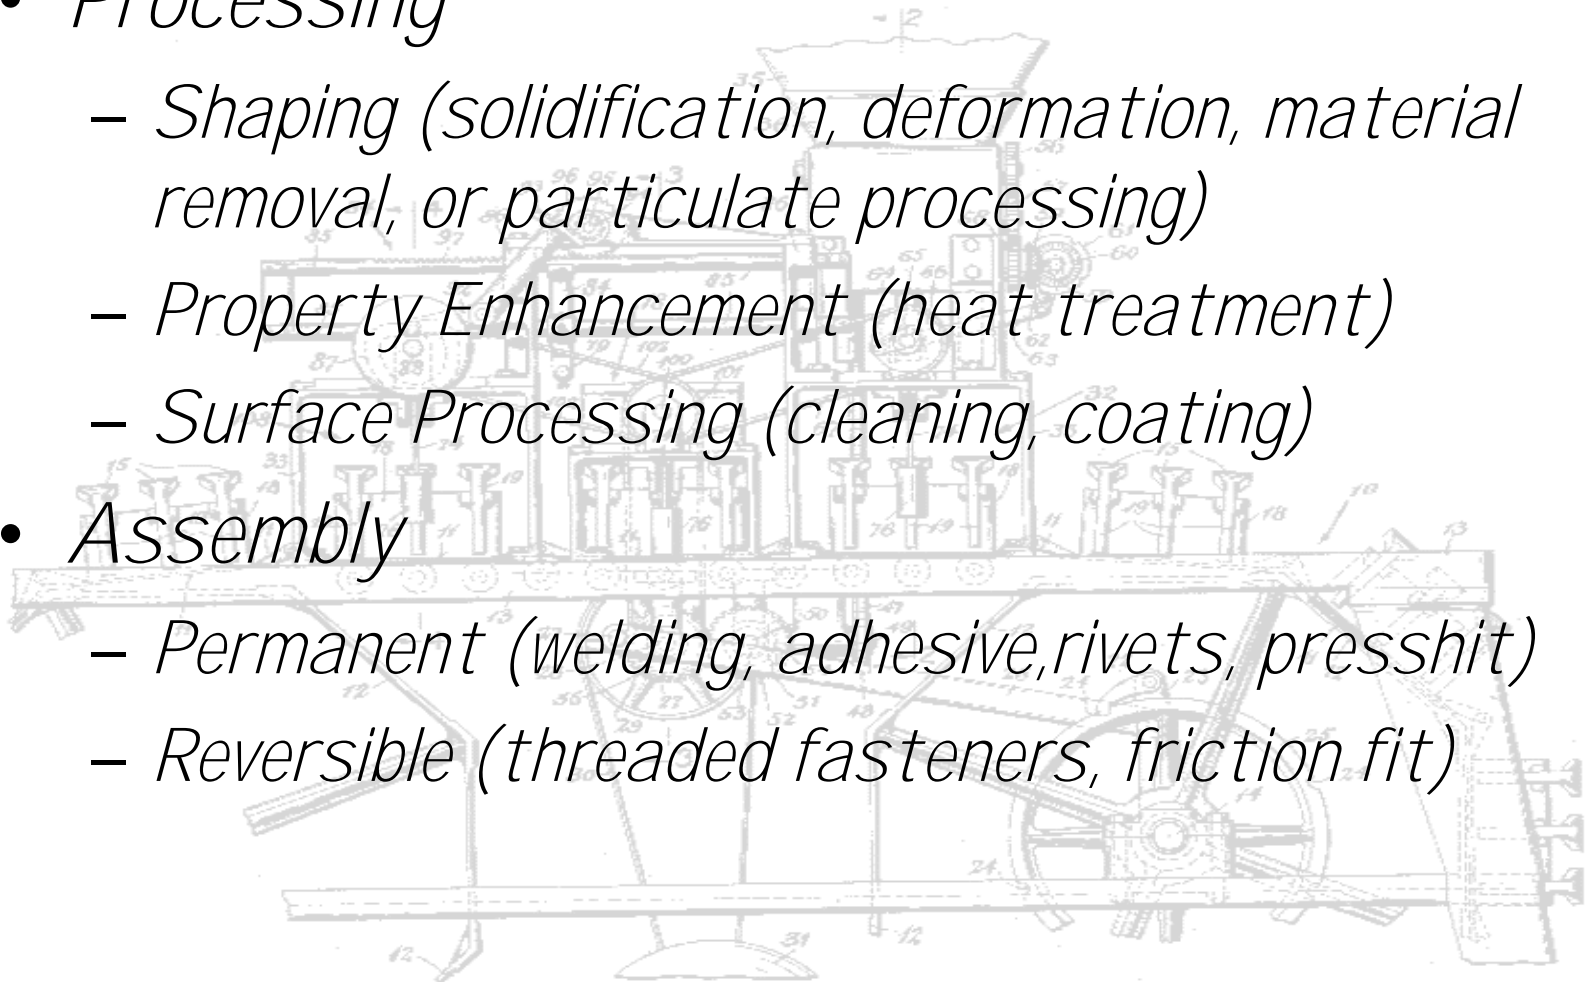 • Processing
– Shaping (solidification, deformation, material
removal, or particulate processing)
– Property Enhancement (heat treatment)
– Surface Processing (cleaning, coating)
• Assembly
– Permanent (welding, adhesive,rivets, presshit)
– Reversible (threaded fasteners, friction fit)